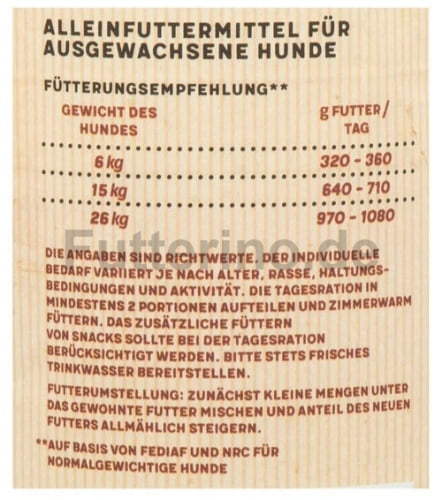 ALLEINFUTTERMITTEL FÜR
AUSGEWACHSENE HUNDE
FÜTTERUNGSEMPFEHLUNG**
GEWICHT DES HUNDES
g FUTTER/ TAG
6 kg 320 - 360
15 kg 640 - 710
26 kg 970 - 1080
Futterino.de
DIE ANGABEN SIND RICHTWERTE. DER INDIVIDUELLE
BEDARF VARIIERT JE NACH ALTER, RASSE, HALTUNGS-
BEDINGUNGEN UND AKTIVITÄT. DIE TAGESRATION IN
MINDESTENS 2 PORTIONEN AUFTEILEN UND ZIMMERWARM
FÜTTERN. DAS ZUSÄTZLICHE FÜTTERN
VON SNACKS SOLLTE BEI DER TAGESRATION
BERÜCKSICHTIGT WERDEN. BITTE STETS FRISCHES
TRINKWASSER BEREITSTELLEN.
FUTTERUMSTELLUNG: ZUNÄCHST KLEINE MENGEN UNTER
DAS GEWOHNTE FUTTER MISCHEN UND ANTEIL DES NEUEN
FUTTERS ALLMÄHLICH STEIGERN.
**AUF BASIS VON FEDIAF UND NRC FÜR
NORMALGEWICHTIGE HUNDE